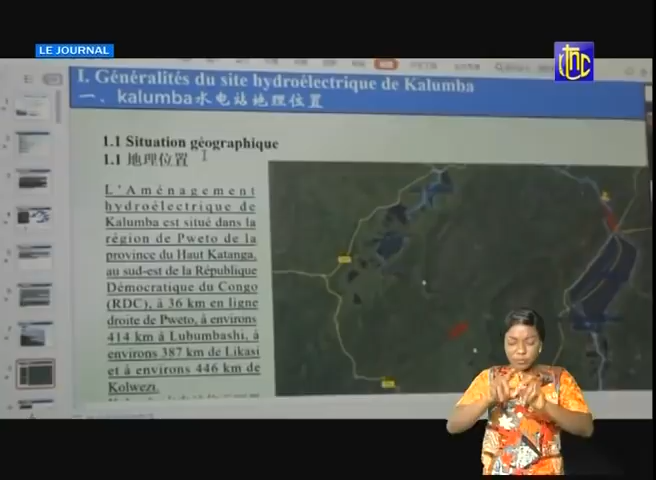 LE JOURNAL
I. Généralités du site hydroélectrique de Kalumba
一、kalumba水电站地理位置
1.1 Situation géographique
1.1 地理位置
L'Aménagement
hydroélectrique de
Kalumba est situé dans la
région de Pweto de la
province du Haut Katanga,
au sud-est de la République
Démocratique du Congo
(RDC), à 36 km en ligne
droite de Pweto, à environs
414 km à Lubumbashi, à
environs 387 km de Likasi
et à environs 446 km de
Kolwezi.